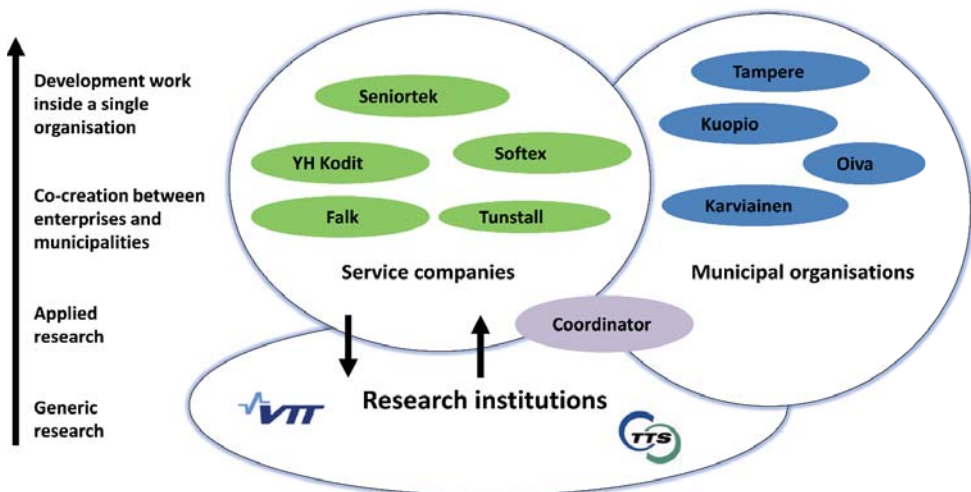 Development work
inside a single
organisation
Co-creation between
enterprises and
municipalities
Applied
research
Generic
research
Seniortek
YH Kodit
Softex
Falk
Tunstall
Service companies
Tampere
Kuopio
Oiva
Karviainen
Municipal organisations
Coordinator
Research institutions
VTT
TTS